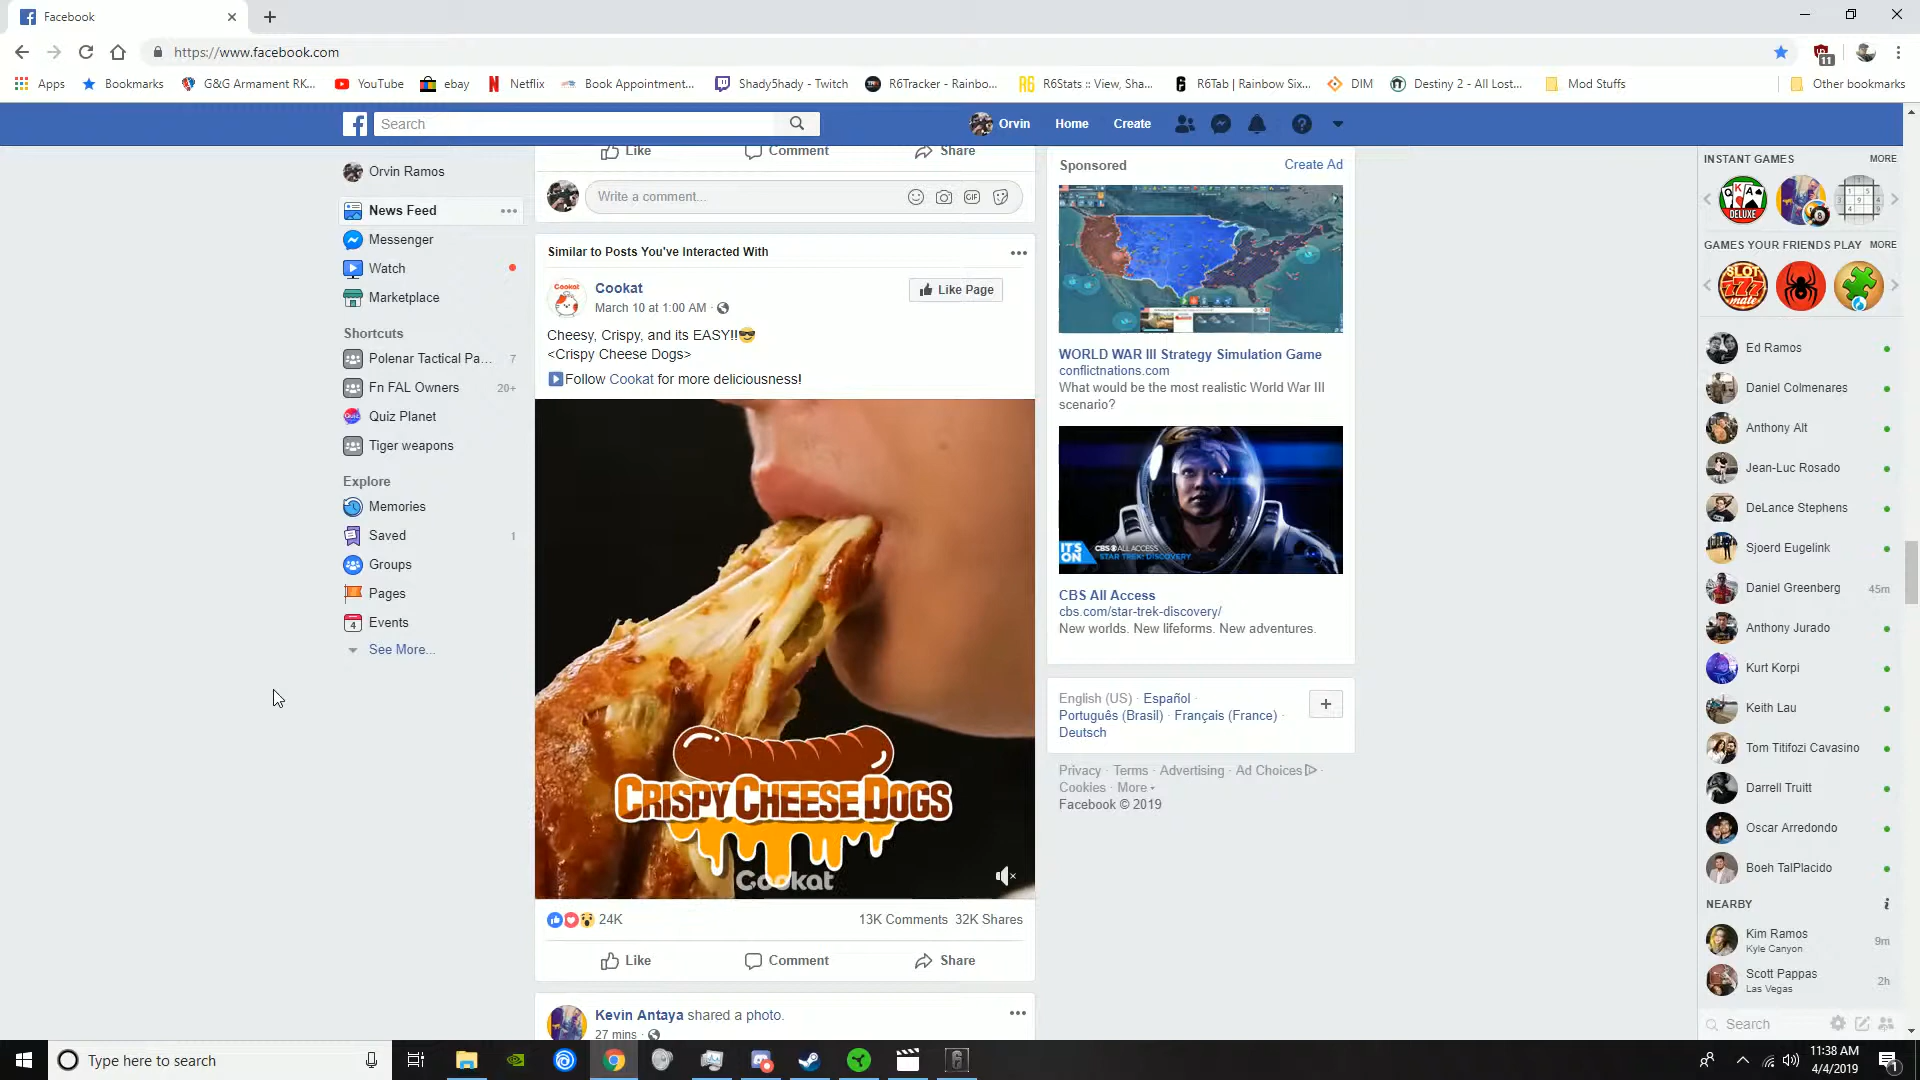 Facebook
https://www.facebook.com
11
Apps
Bookmarks
G&G Armament RK...
YouTube
ebay
Netflix
Book Appointment...
Shady5hady - Twitch
R6Tracker - Rainbo...
R6Stats :: View, Sha...
R6Tab | Rainbow Six...
DIM
Destiny 2 - All Lost...
Mod Stuffs
Other bookmarks
Search
Orvin
Home
Create
Orvin Ramos
News Feed
Messenger
Watch
Marketplace
Shortcuts
Polenar Tactical Pa... 7
Fn FAL Owners 20+
Quiz Planet
Tiger weapons
Explore
Memories
Saved 1
Groups
Pages
4 Events
See More...
Like Comment Share
Write a comment...
GIF
Similar to Posts You've Interacted With
Cookat
March 10 at 1:00 AM ·
Like Page
Cheesy, Crispy, and its EASY!!😎
<Crispy Cheese Dogs>
Follow Cookat for more deliciousness!
CRISPY CHEESE DOGS
Cookat
24K
13K Comments 32K Shares
Like Comment Share
Kevin Antaya shared a photo.
27 mins ·
Sponsored
Create Ad
WORLD WAR III Strategy Simulation Game
conflictnations.com
What would be the most realistic World War III
scenario?
IT'S
ON
CBS ALL ACCESS
STAR TREK: DISCOVERY
CBS All Access
cbs.com/star-trek-discovery/
New worlds. New lifeforms. New adventures.
English (US) · Español ·
Português (Brasil) · Français (France) ·
Deutsch
Privacy · Terms · Advertising · Ad Choices ·
Cookies · More
Facebook © 2019
INSTANT GAMES MORE
DELUXE
GAMES YOUR FRIENDS PLAY MORE
SLOT
777
mate
Ed Ramos
Daniel Colmenares
Anthony Alt
Jean-Luc Rosado
DeLance Stephens
Sjoerd Eugelink
Daniel Greenberg 45m
Anthony Jurado
Kurt Korpi
Keith Lau
Tom Titifozi Cavasino
Darrell Truitt
Oscar Arredondo
Boeh TalPlacido
NEARBY
Kim Ramos 9m
Kyle Canyon
Scott Pappas 2h
Las Vegas
Search
Type here to search
11:38 AM
4/4/2019
1